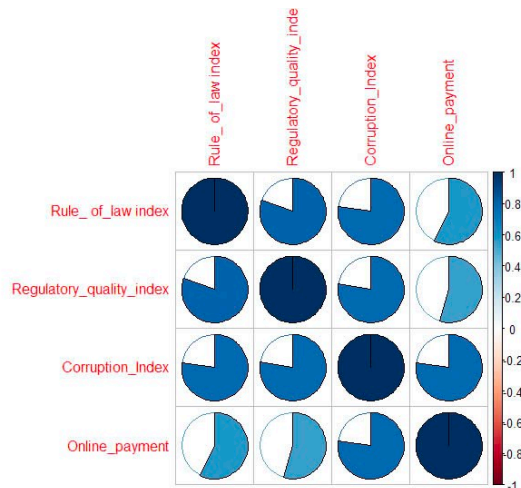 Rule_ of_law index
Regulatory_quality_inde
Corruption_Index
Online_payment
1
Rule_ of_law index
0.8
0.6
Regulatory_quality_index
0.4
0.2
0
-0.2
Corruption_Index
-0.4
-0.6
Online_payment
-0.8
-1